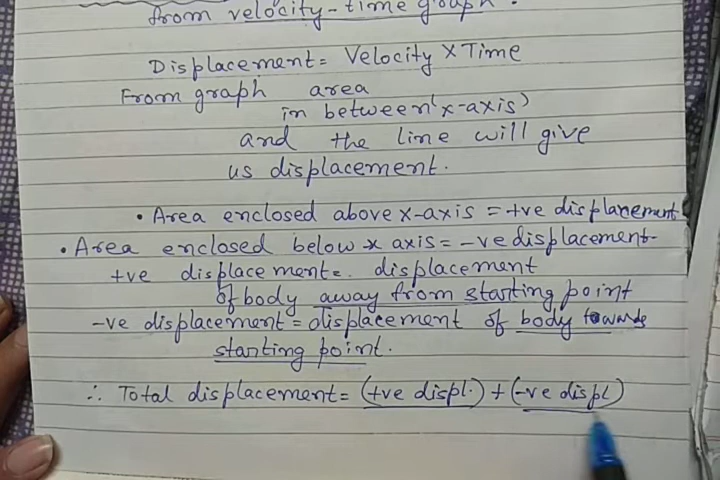 from velocity-time graph.
Displacement = Velocity × Time
From graph area
in between (x-axis)
and the line will give
us displacement.
• Area enclosed above x-axis = +ve displacement
• Area enclosed below x axis = -ve displacement-
+ve displacement = displacement
of body away from starting point
-ve displacement = displacement of body towards
starting point.
∴ Total displacement = (+ve displ.) + (-ve displ)